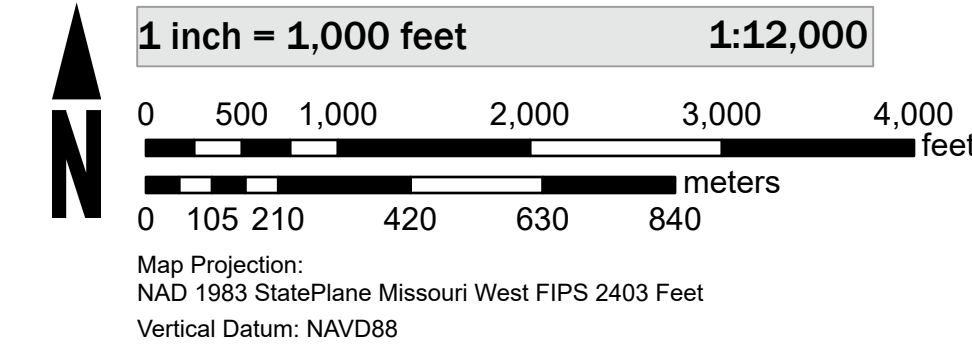 N
1 inch = 1,000 feet 1:12,000
0 500 1,000 2,000 3,000 4,000
feet
meters
0 105 210 420 630 840
Map Projection:
NAD 1983 StatePlane Missouri West FIPS 2403 Feet
Vertical Datum: NAVD88